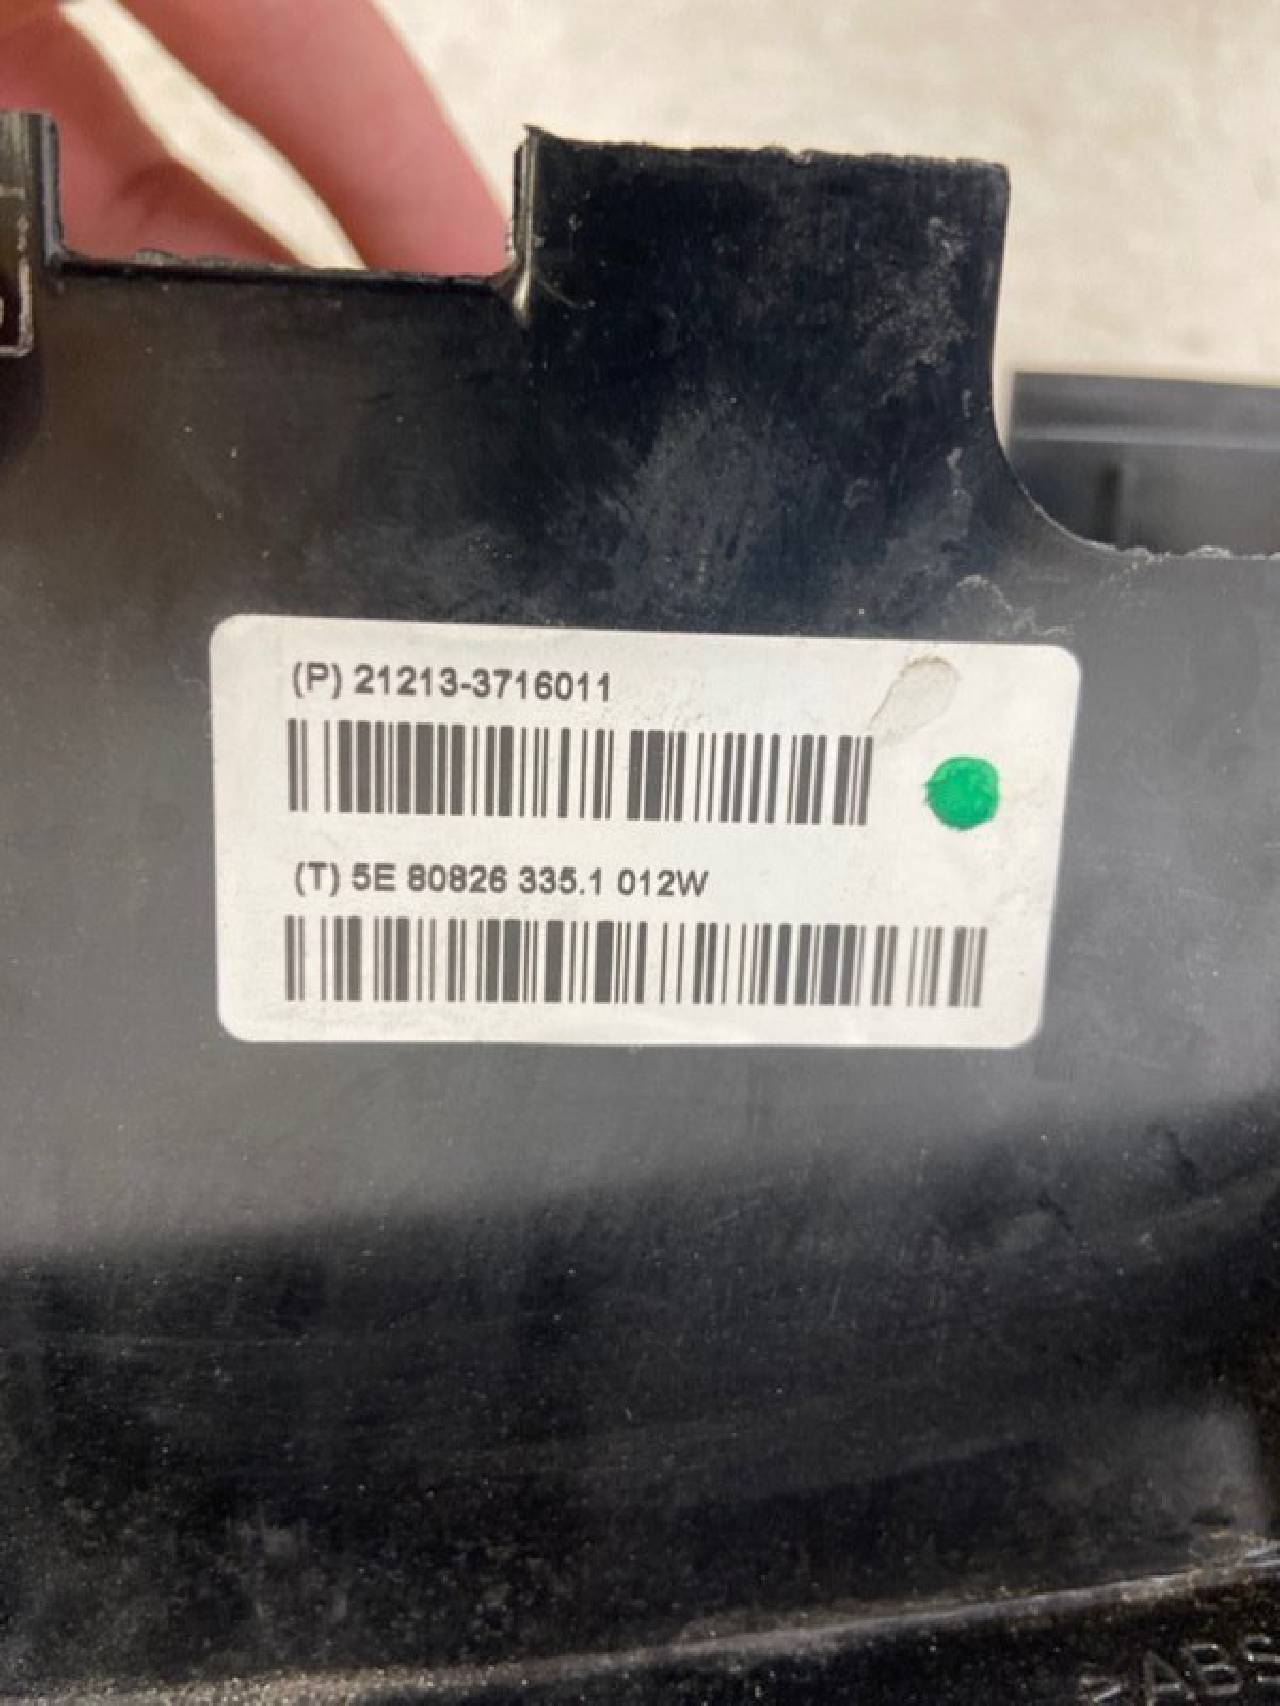 (P) 21213-3716011
(T) 5E 80826 335.1 012W